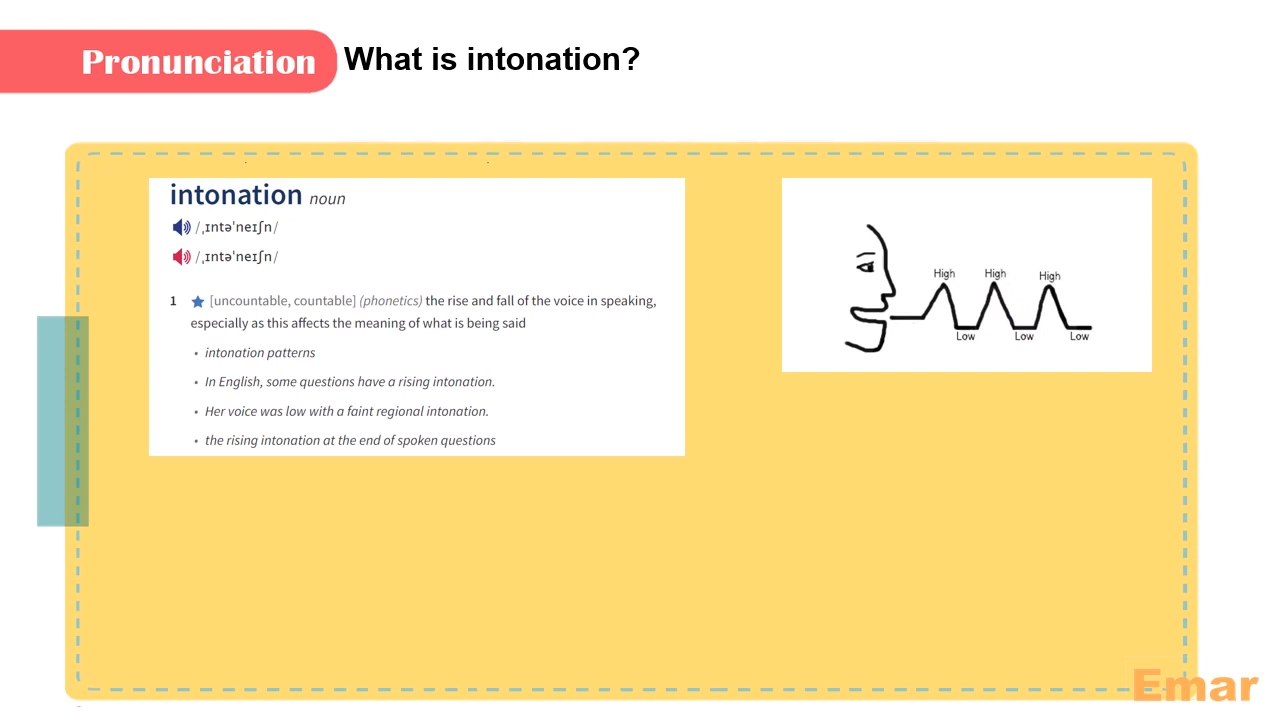 Pronunciation What is intonation?
intonation noun
/ˌɪntəˈneɪʃn/
/ˌɪntəˈneɪʃn/
1 [uncountable, countable] (phonetics) the rise and fall of the voice in speaking,
especially as this affects the meaning of what is being said
• intonation patterns
• In English, some questions have a rising intonation.
• Her voice was low with a faint regional intonation.
• the rising intonation at the end of spoken questions
High High High
Low Low Low
Emar